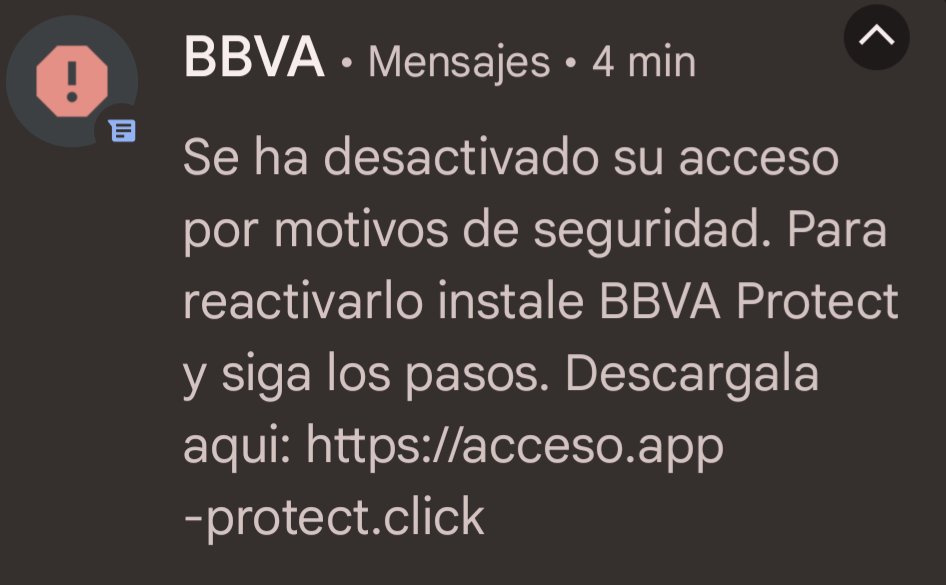 BBVA • Mensajes • 4 min
Se ha desactivado su acceso
por motivos de seguridad. Para
reactivarlo instale BBVA Protect
y siga los pasos. Descargala
aqui: https://acceso.app
-protect.click